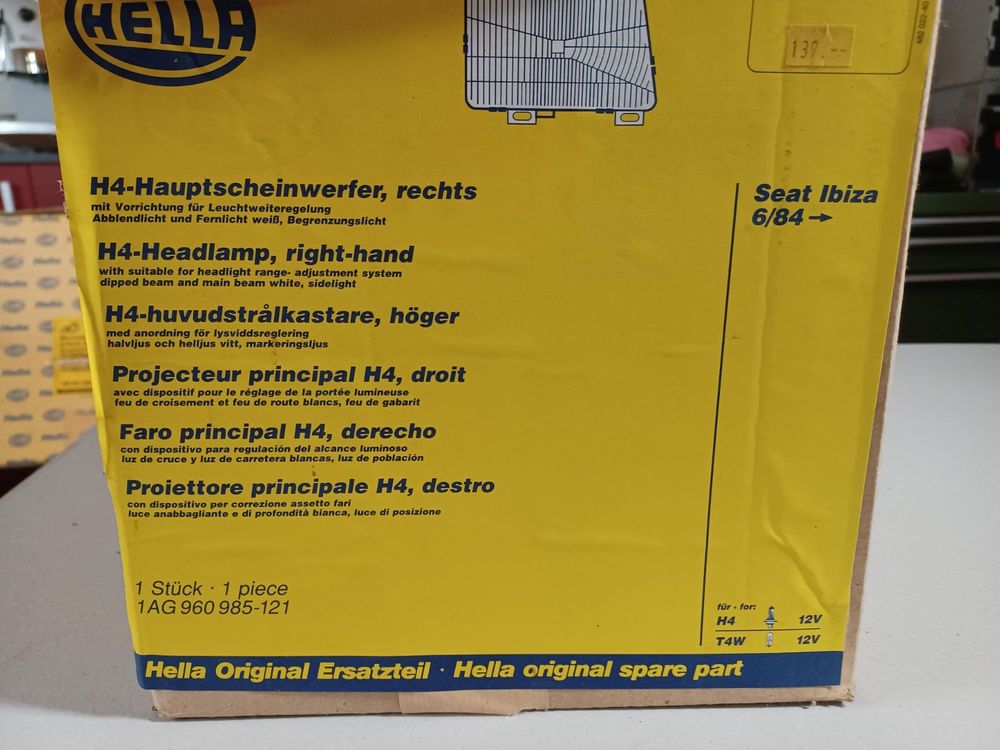 HELLA
139,--
482 022-40
H4-Hauptscheinwerfer, rechts
mit Vorrichtung für Leuchtweiteregelung
Abblendlicht und Fernlicht weiß, Begrenzungslicht
H4-Headlamp, right-hand
with suitable for headlight range- adjustment system
dipped beam and main beam white, sidelight
H4-huvudstrålkastare, höger
med anordning för lysviddsreglering
halvljus och helljus vitt, markeringsljus
Projecteur principal H4, droit
avec dispositif pour le réglage de la portée lumineuse
feu de croisement et feu de route blancs, feu de gabarit
Faro principal H4, derecho
con dispositivo para regulación del alcance luminoso
luz de cruce y luz de carretera blancas, luz de población
Proiettore principale H4, destro
con dispositivo per correzione assetto fari
luce anabbagliante e di profondità bianca, luce di posizione
Seat Ibiza
6/84 →
1 Stück · 1 piece
1AG 960 985-121
für - for:
H4 12V
T4W 12V
Hella Original Ersatzteil · Hella original spare part